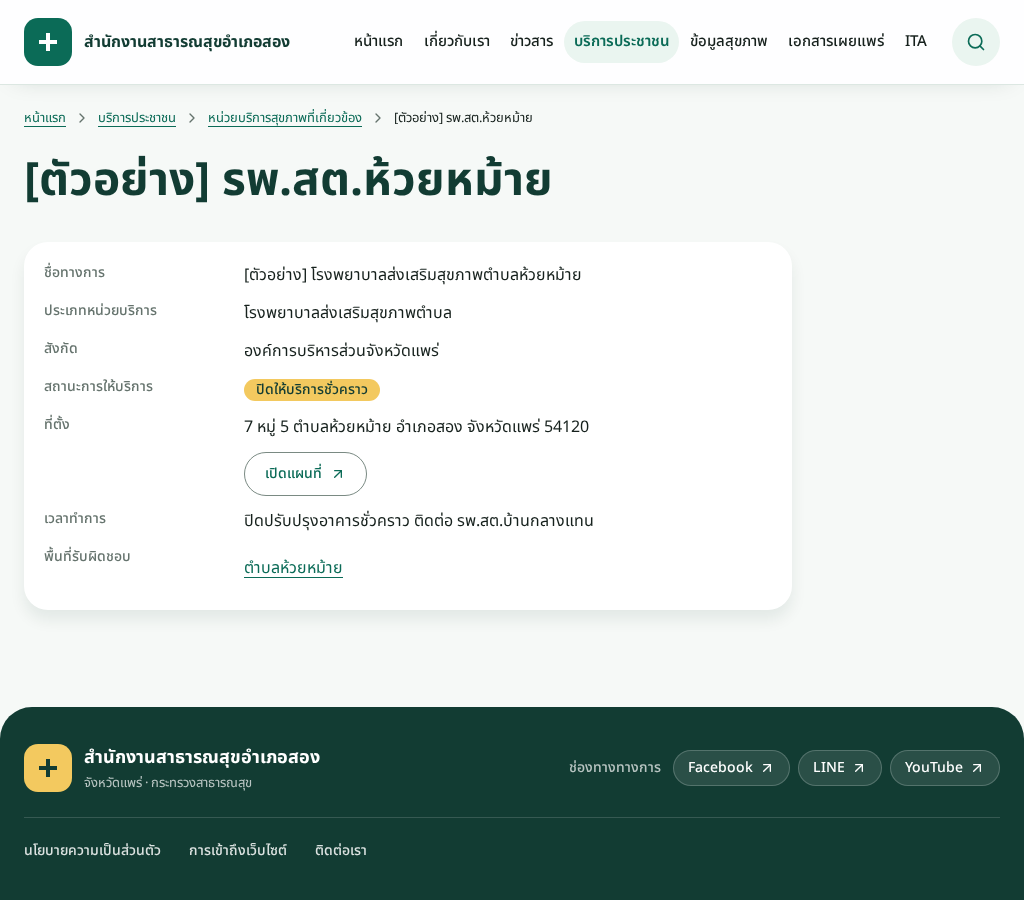 สำนักงานสาธารณสุขอำเภอสอง
หน้าแรก เกี่ยวกับเรา ข่าวสาร บริการประชาชน ข้อมูลสุขภาพ เอกสารเผยแพร่ ITA
หน้าแรก บริการประชาชน หน่วยบริการสุขภาพที่เกี่ยวข้อง [ตัวอย่าง] รพ.สต.ห้วยหม้าย
[ตัวอย่าง] รพ.สต.ห้วยหม้าย
ชื่อทางการ [ตัวอย่าง] โรงพยาบาลส่งเสริมสุขภาพตำบลห้วยหม้าย
ประเภทหน่วยบริการ โรงพยาบาลส่งเสริมสุขภาพตำบล
สังกัด องค์การบริหารส่วนจังหวัดแพร่
สถานะการให้บริการ ปิดให้บริการชั่วคราว
ที่ตั้ง 7 หมู่ 5 ตำบลห้วยหม้าย อำเภอสอง จังหวัดแพร่ 54120
เปิดแผนที่
เวลาทำการ ปิดปรับปรุงอาคารชั่วคราว ติดต่อ รพ.สต.บ้านกลางแทน
พื้นที่รับผิดชอบ ตำบลห้วยหม้าย
สำนักงานสาธารณสุขอำเภอสอง
จังหวัดแพร่ · กระทรวงสาธารณสุข
ช่องทางทางการ Facebook LINE YouTube
นโยบายความเป็นส่วนตัว การเข้าถึงเว็บไซต์ ติดต่อเรา